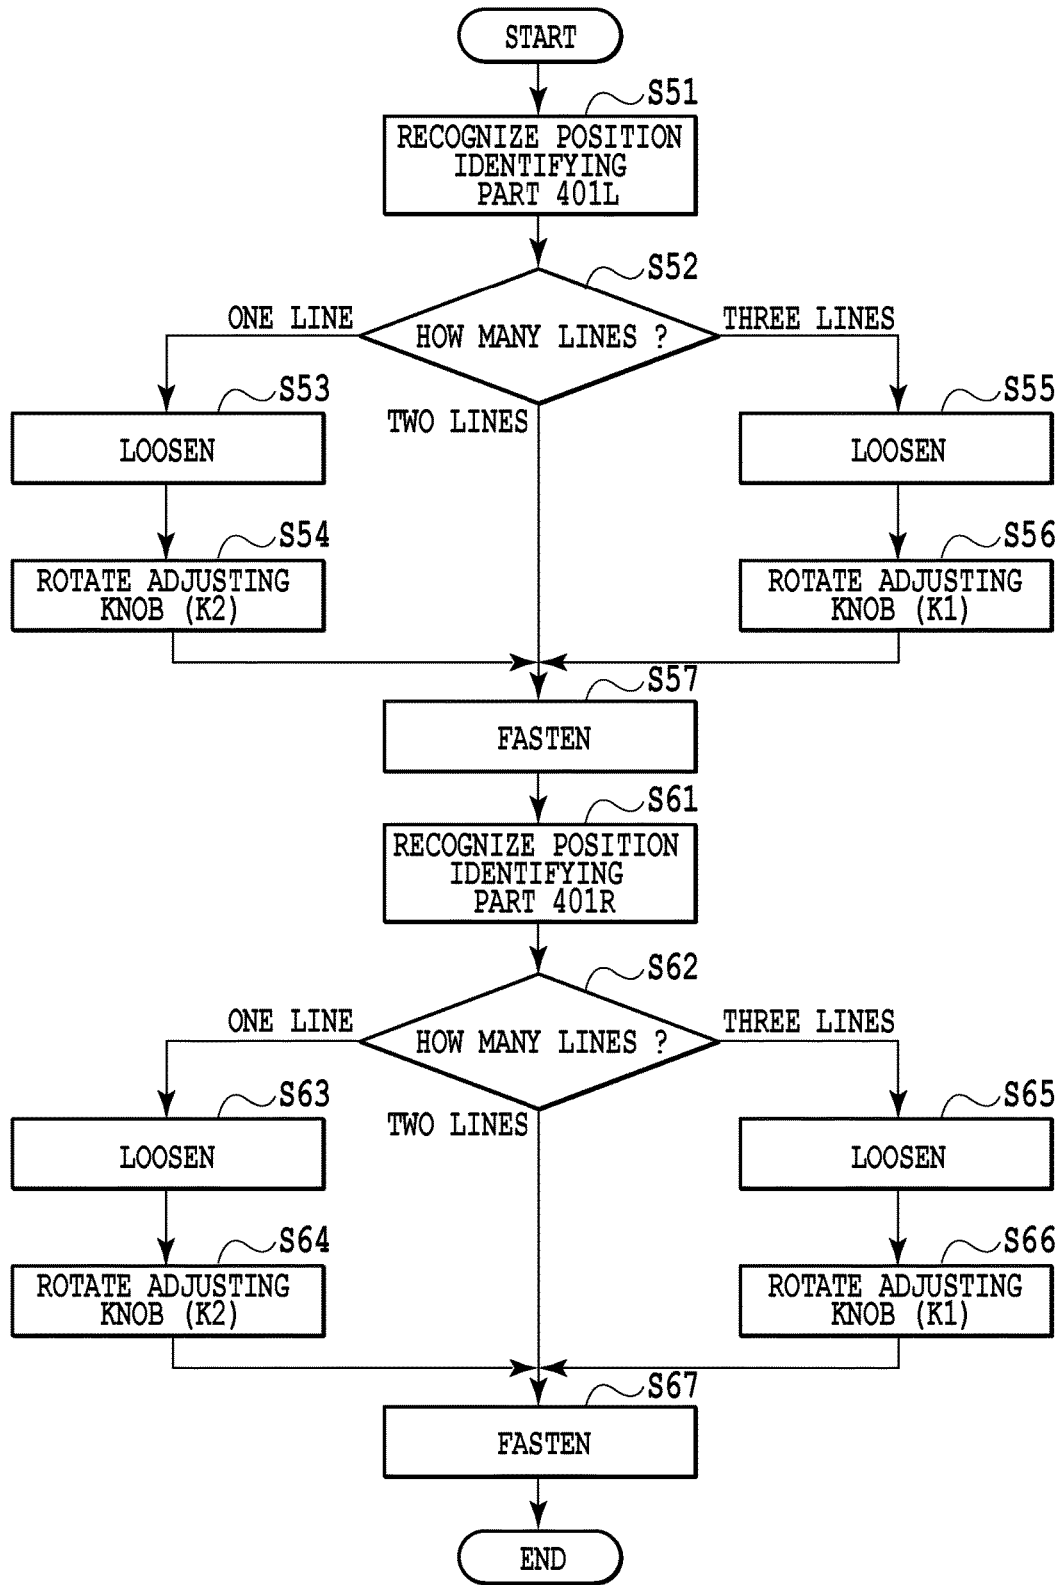 START
S51
RECOGNIZE POSITION
IDENTIFYING
PART 401L
S52
HOW MANY LINES ?
ONE LINE
THREE LINES
TWO LINES
S53
LOOSEN
S55
LOOSEN
S54
ROTATE ADJUSTING
KNOB (K2)
S56
ROTATE ADJUSTING
KNOB (K1)
S57
FASTEN
S61
RECOGNIZE POSITION
IDENTIFYING
PART 401R
S62
HOW MANY LINES ?
ONE LINE
THREE LINES
TWO LINES
S63
LOOSEN
S65
LOOSEN
S64
ROTATE ADJUSTING
KNOB (K2)
S66
ROTATE ADJUSTING
KNOB (K1)
S67
FASTEN
END